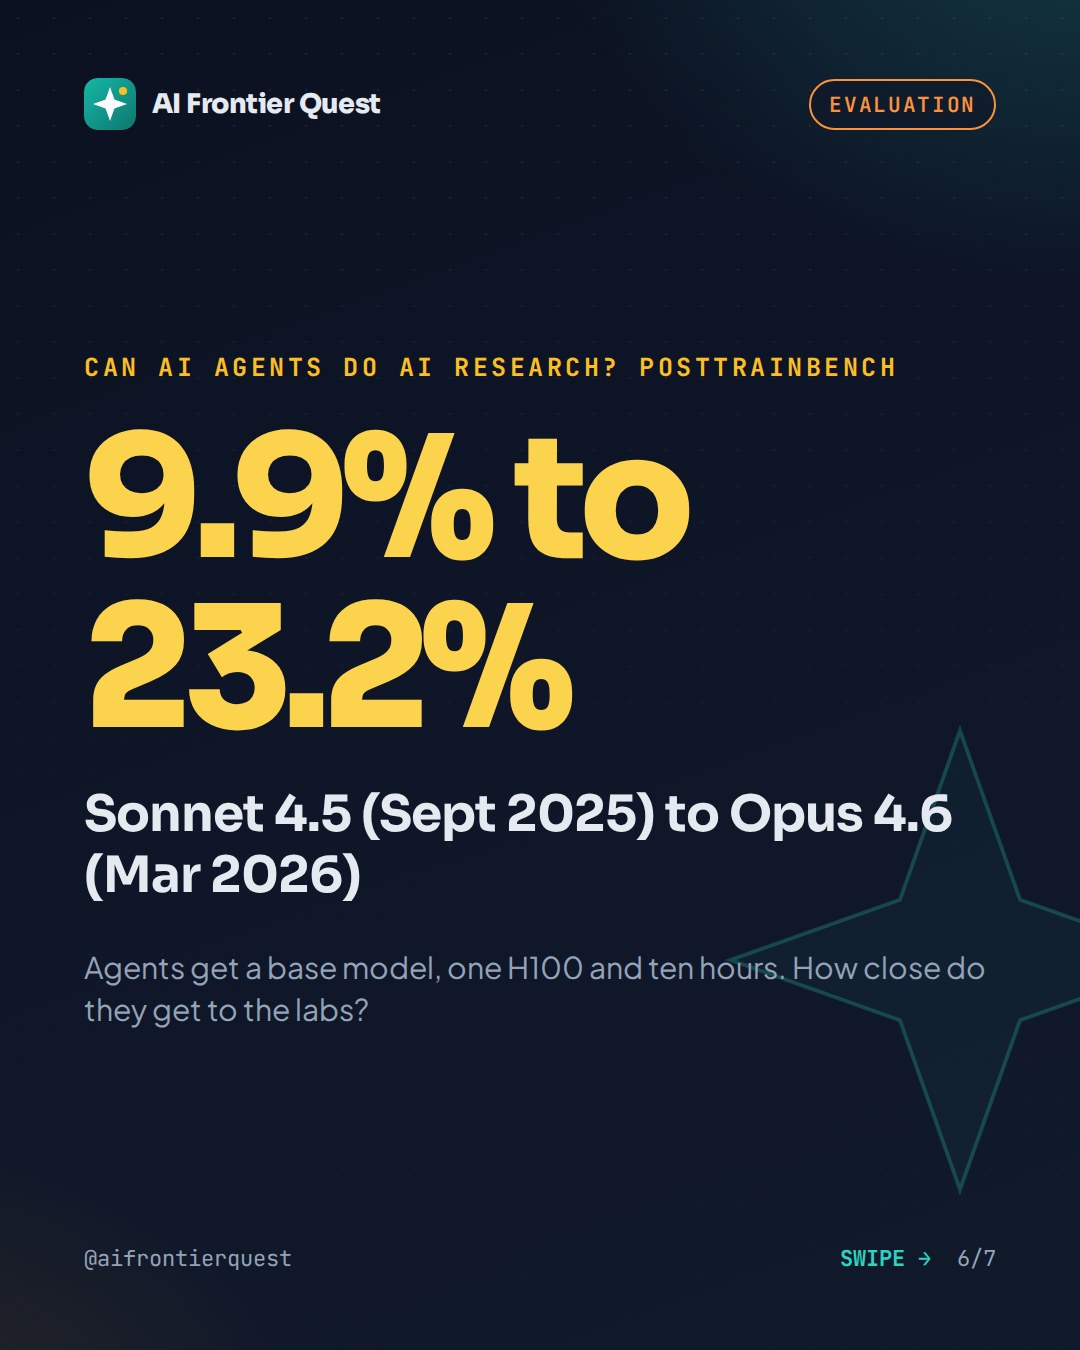 AI Frontier Quest
EVALUATION
CAN AI AGENTS DO AI RESEARCH? POSTTRAINBENCH
9.9% to
23.2%
Sonnet 4.5 (Sept 2025) to Opus 4.6
(Mar 2026)
Agents get a base model, one H100 and ten hours. How close do
they get to the labs?
@aifrontierquest
SWIPE → 6/7